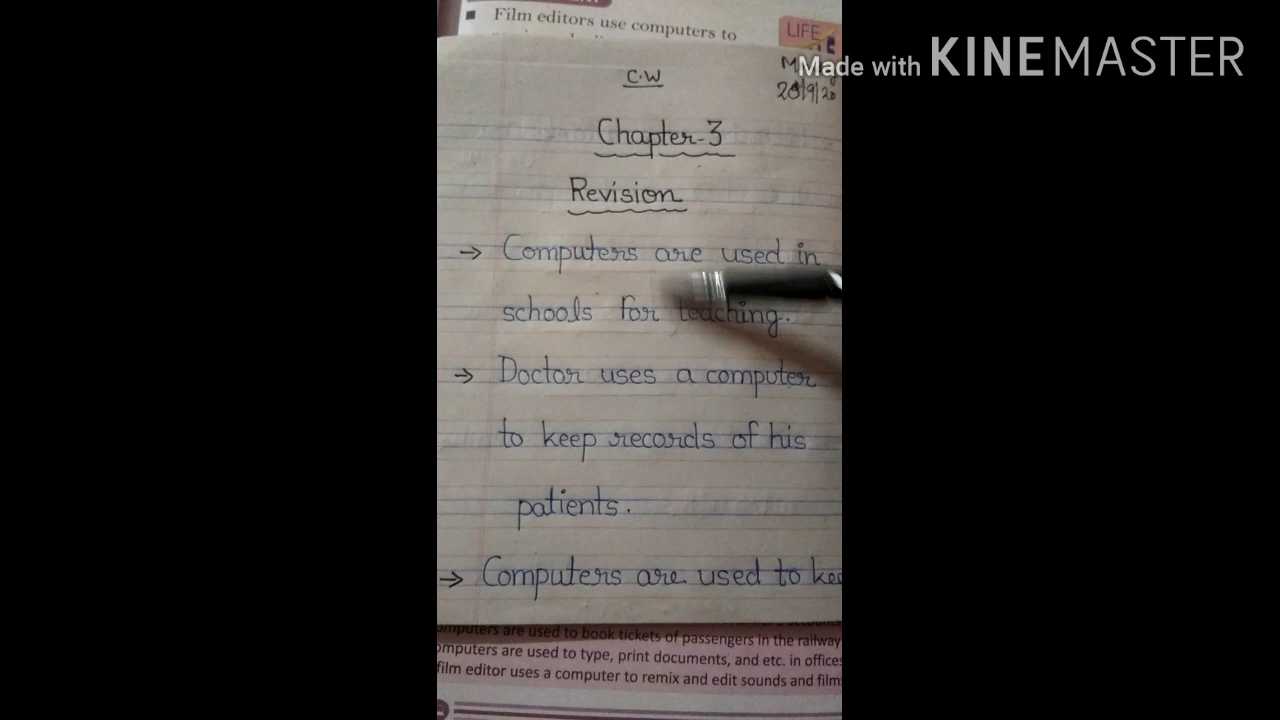 Film editors use computers to
LIFE
Made with KINEMASTER
C.W
Chapter-3
Revision
→ Computers are used in
schools for teaching.
→ Doctor uses a computer
to keep records of his
patients.
→ Computers are used to
omputers are used to book tickets of passengers in the railway
omputers are used to type, print documents, and etc. in offices
film editor uses a computer to remix and edit sounds and film